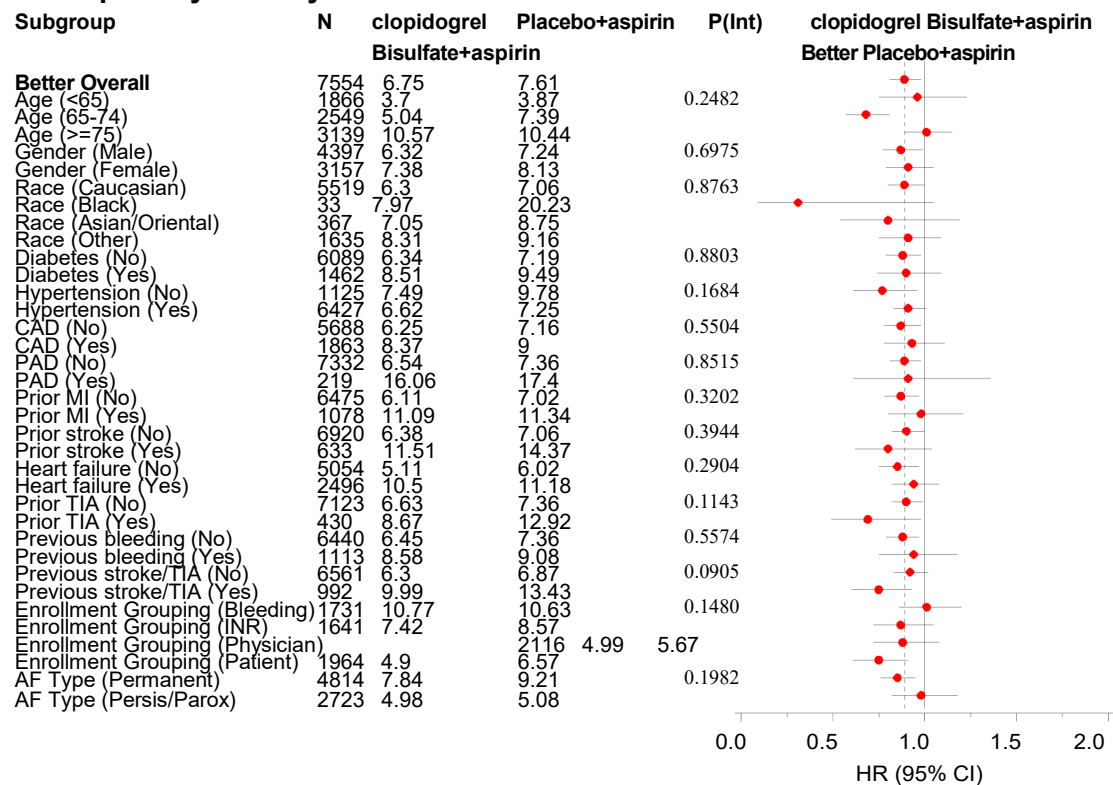 Subgroup N clopidogrel Placebo+aspirin P(Int) clopidogrel Bisulfate+aspirin
Bisulfate+aspirin Better Placebo+aspirin
Better Overall 7554 6.75 7.61
Age (<65) 1866 3.7 3.87 0.2482
Age (65-74) 2549 5.04 7.39
Age (>=75) 3139 10.57 10.44
Gender (Male) 4397 6.32 7.24 0.6975
Gender (Female) 3157 7.38 8.13
Race (Caucasian) 5519 6.3 7.06 0.8763
Race (Black) 33 7.97 20.23
Race (Asian/Oriental) 367 7.05 8.75
Race (Other) 1635 8.31 9.16
Diabetes (No) 6089 6.34 7.19 0.8803
Diabetes (Yes) 1462 8.51 9.49
Hypertension (No) 1125 7.49 9.78 0.1684
Hypertension (Yes) 6427 6.62 7.25
CAD (No) 5688 6.25 7.16 0.5504
CAD (Yes) 1863 8.37 9
PAD (No) 7332 6.54 7.36 0.8515
PAD (Yes) 219 16.06 17.4
Prior MI (No) 6475 6.11 7.02 0.3202
Prior MI (Yes) 1078 11.09 11.34
Prior stroke (No) 6920 6.38 7.06 0.3944
Prior stroke (Yes) 633 11.51 14.37
Heart failure (No) 5054 5.11 6.02 0.2904
Heart failure (Yes) 2496 10.5 11.18
Prior TIA (No) 7123 6.63 7.36 0.1143
Prior TIA (Yes) 430 8.67 12.92
Previous bleeding (No) 6440 6.45 7.36 0.5574
Previous bleeding (Yes) 1113 8.58 9.08
Previous stroke/TIA (No) 6561 6.3 6.87 0.0905
Previous stroke/TIA (Yes) 992 9.99 13.43
Enrollment Grouping (Bleeding) 1731 10.77 10.63 0.1480
Enrollment Grouping (INR) 1641 7.42 8.57
Enrollment Grouping (Physician) 2116 4.99 5.67
Enrollment Grouping (Patient) 1964 4.9 6.57
AF Type (Permanent) 4814 7.84 9.21 0.1982
AF Type (Persis/Parox) 2723 4.98 5.08
0.0 0.5 1.0 1.5 2.0
HR (95% CI)